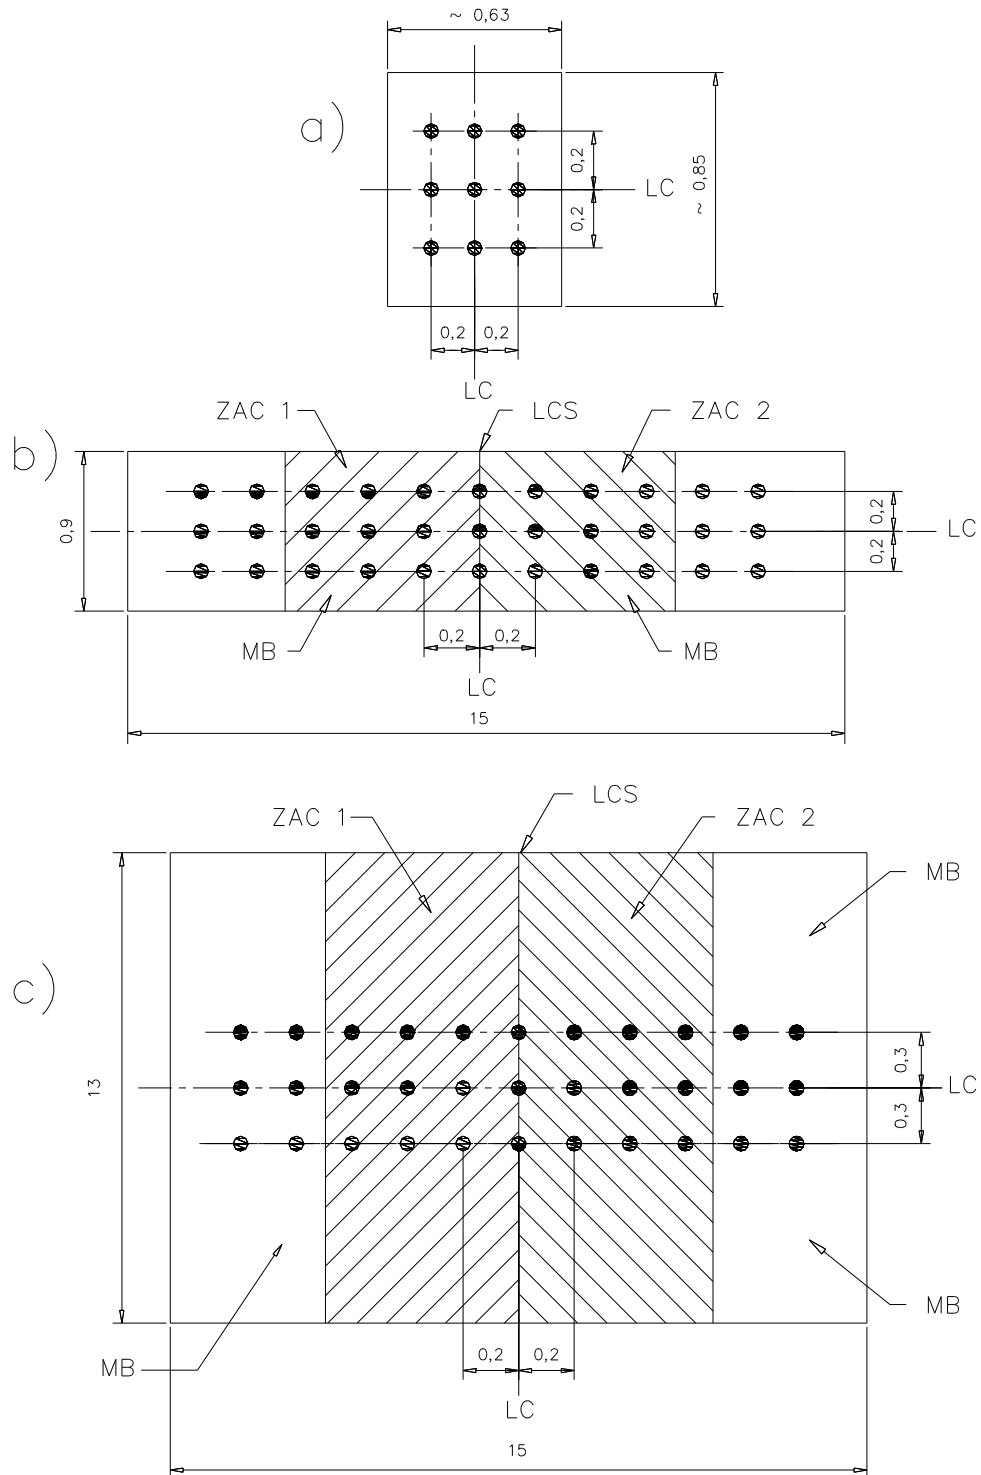 ~ 0,63
a)
0,2
LC
~ 0,85
0,2
0,2 0,2
LC
ZAC 1 LCS ZAC 2
b)
0,9
0,2
LC
0,2
MB 0,2 0,2 MB
LC
15
LCS
ZAC 1 ZAC 2
MB
c)
0,3
13
LC
0,3
MB
0,2 0,2
MB
LC
15